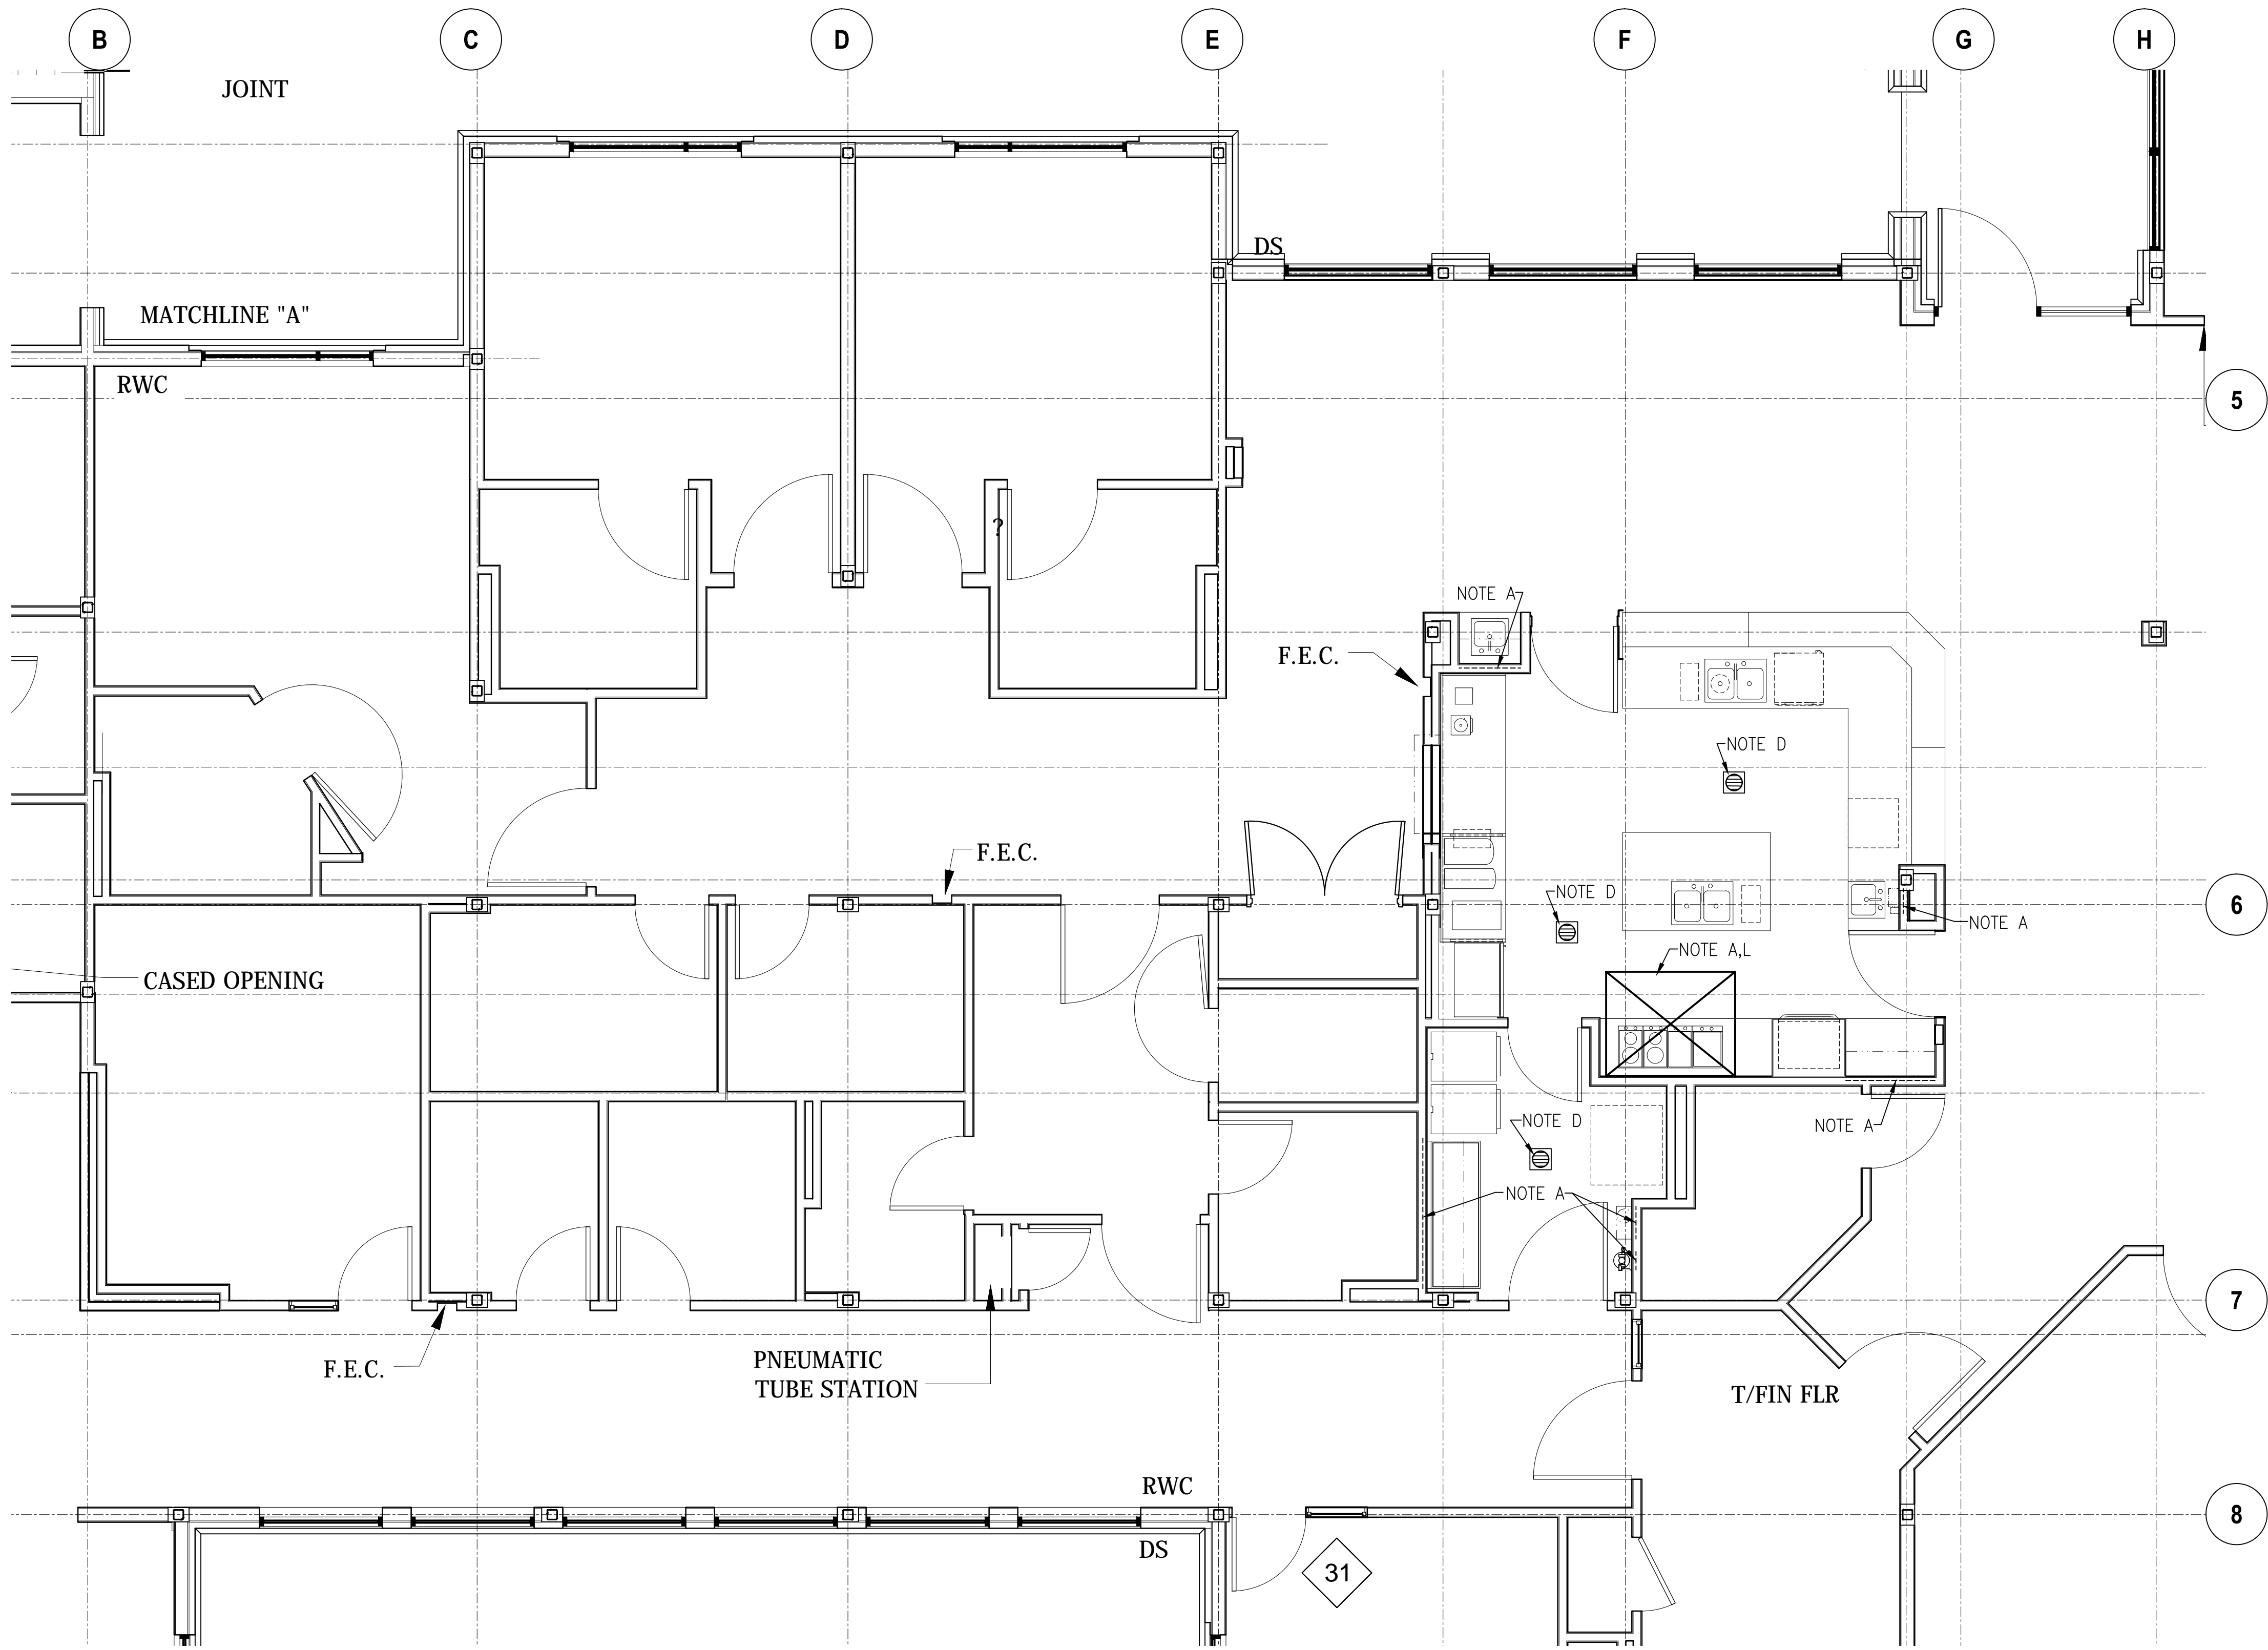 B
C
D
E
F
G
H
JOINT
DS
MATCHLINE "A"
RWC
5
?
NOTE A
F.E.C.
NOTE D
F.E.C.
NOTE D
6
NOTE A
NOTE A,L
CASED OPENING
NOTE D
NOTE A
NOTE A
7
F.E.C.
PNEUMATIC
TUBE STATION
T/FIN FLR
RWC
8
DS
31